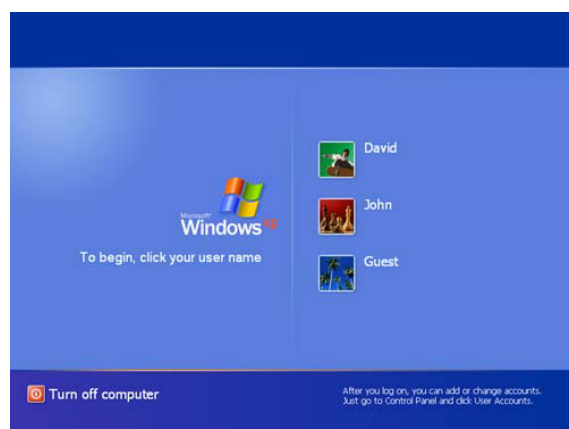 Microsoft®
Windows xp
To begin, click your user name
David
John
Guest
Turn off computer
After you log on, you can add or change accounts.
Just go to Control Panel and click User Accounts.